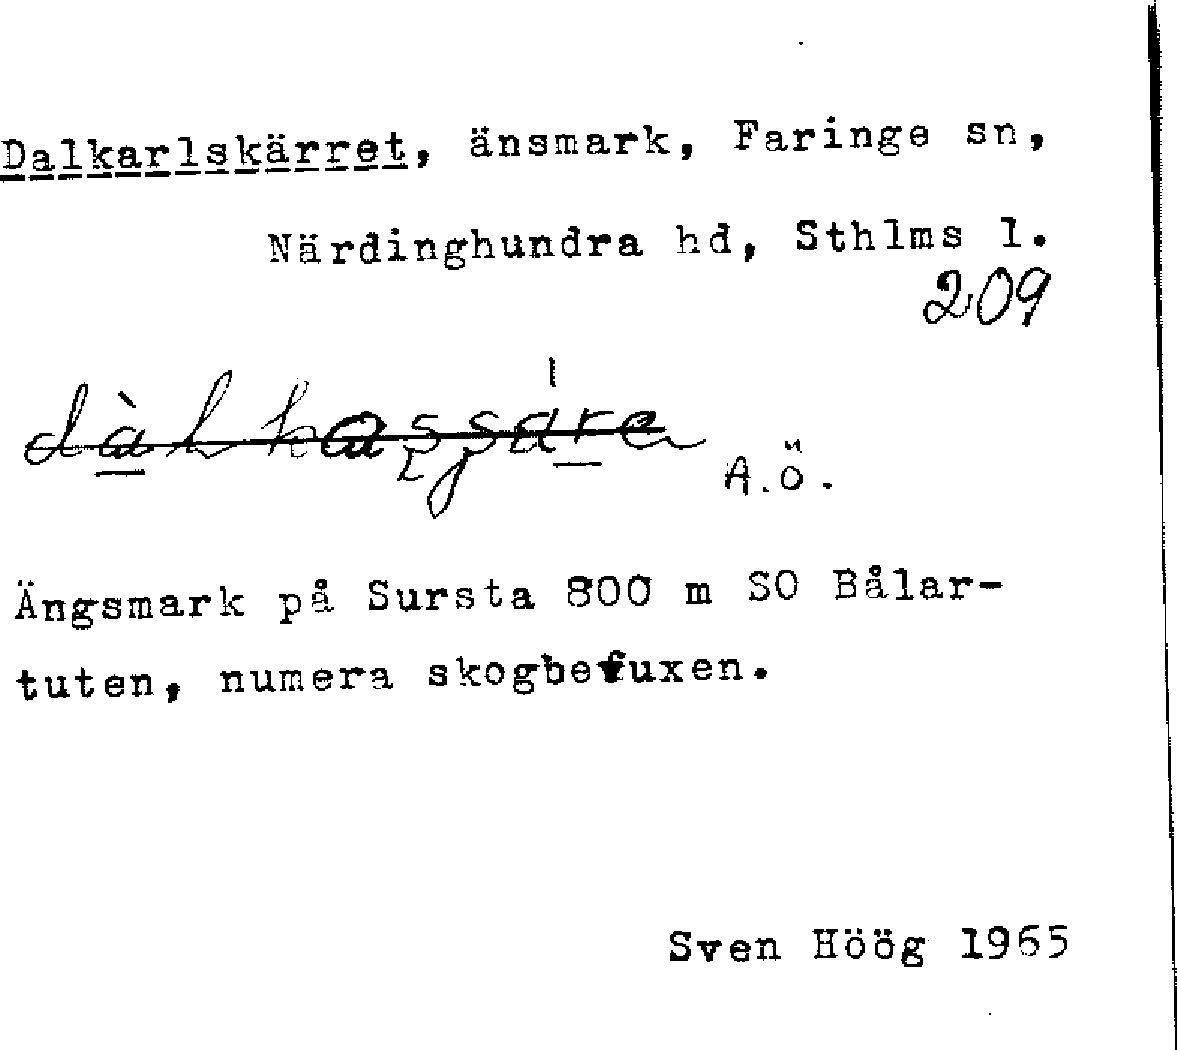 Dalkarlskärret, änsmark, Faringe sn,
Närdinghundra hd, Sthlms l.
209
A.ö.
Ängsmark på Sursta 800 m SO Bålar-
tuten, numera skogbevuxen.
Sven Höög 1965